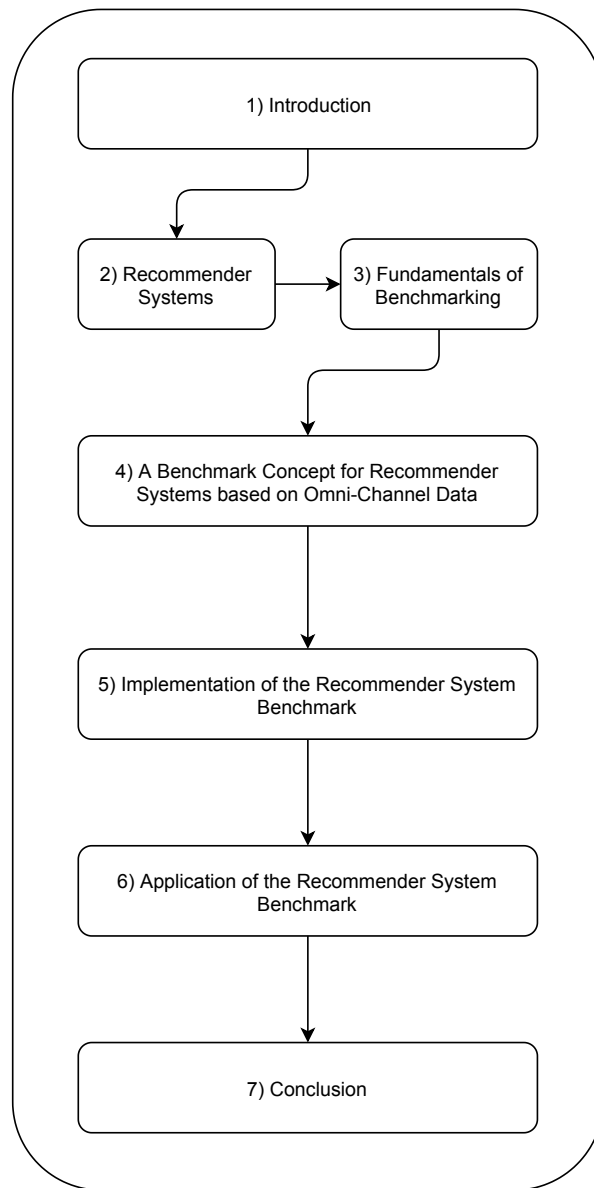 1) Introduction
2) Recommender
Systems
3) Fundamentals of
Benchmarking
4) A Benchmark Concept for Recommender
Systems based on Omni-Channel Data
5) Implementation of the Recommender System
Benchmark
6) Application of the Recommender System
Benchmark
7) Conclusion